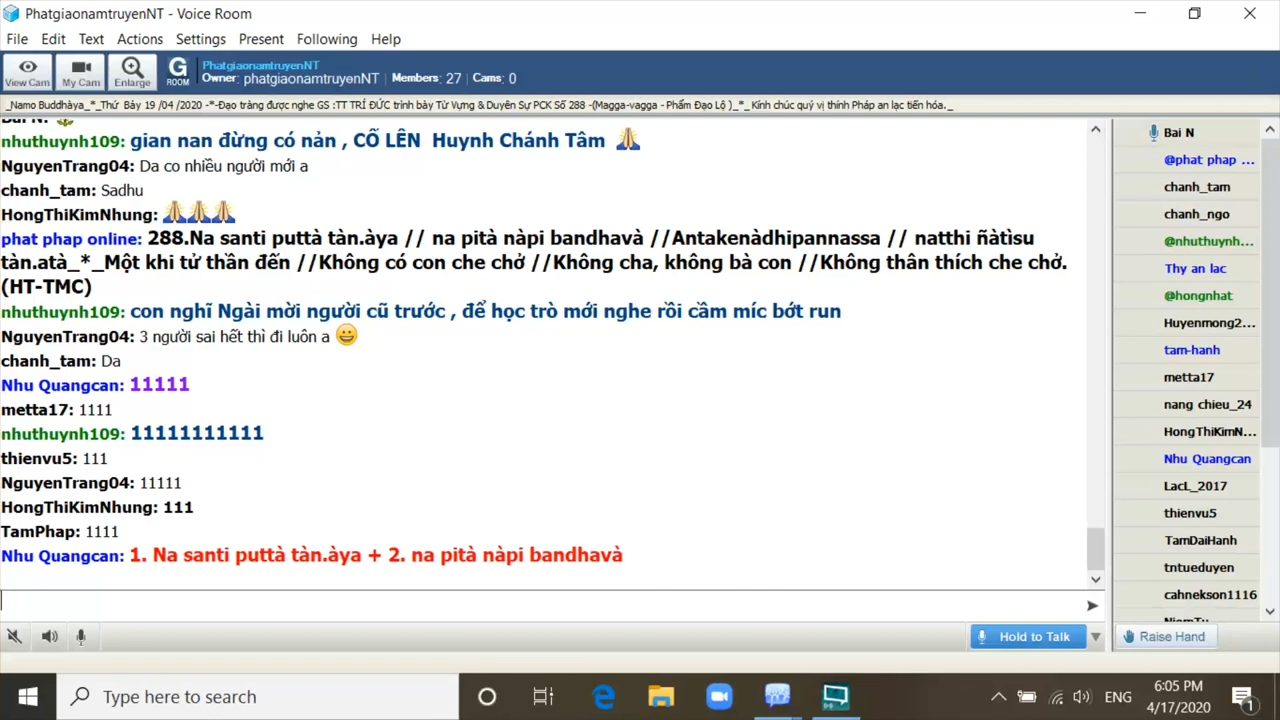 PhatgiaonamtruyenNT - Voice Room
File Edit Text Actions Settings Present Following Help
View Cam My Cam Enlarge G ROOM PhatgiaonamtruyenNT
Owner: phatgiaonamtruyenNT | Members: 27 | Cams: 0
_Namo Buddhàya_*_Thứ Bảy 19 /04 /2020 -*-Đạo tràng được nghe GS :TT TRÍ ĐỨC trình bày Từ Vựng & Duyên Sự PCK Số 288 -(Magga-vagga - Phẩm Đạo Lộ )_*_ Kính chúc quý vị thính Pháp an lạc tiến hóa._
Bai N:
nhuthuynh109: gian nan đừng có nản , CỐ LÊN Huynh Chánh Tâm 🙏
NguyenTrang04: Da co nhiều người mới a
chanh_tam: Sadhu
HongThiKimNhung: 🙏🙏🙏
phat phap online: 288.Na santi puttà tàn.àya // na pità nàpi bandhavà //Antakenàdhipannassa // natthi ñàtìsu
tàn.atà_*_Một khi tử thần đến //Không có con che chở //Không cha, không bà con //Không thân thích che chở.
(HT-TMC)
nhuthuynh109: con nghĩ Ngài mời người cũ trước , để học trò mới nghe rồi cầm míc bớt run
NguyenTrang04: 3 người sai hết thì đi luôn a 😀
chanh_tam: Da
Nhu Quangcan: 11111
metta17: 1111
nhuthuynh109: 11111111111
thienvu5: 111
NguyenTrang04: 11111
HongThiKimNhung: 111
TamPhap: 1111
Nhu Quangcan: 1. Na santi puttà tàn.àya + 2. na pità nàpi bandhavà
Bai N
@phat phap ...
chanh_tam
chanh_ngo
@nhuthuynh...
Thy an lac
@hongnhat
Huyenmong2...
tam-hanh
metta17
nang chieu_24
HongThiKimN...
Nhu Quangcan
LacL_2017
thienvu5
TamDaiHanh
tntueduyen
cahnekson1116
Hold to Talk Raise Hand
Type here to search
ENG
6:05 PM
4/17/2020
1